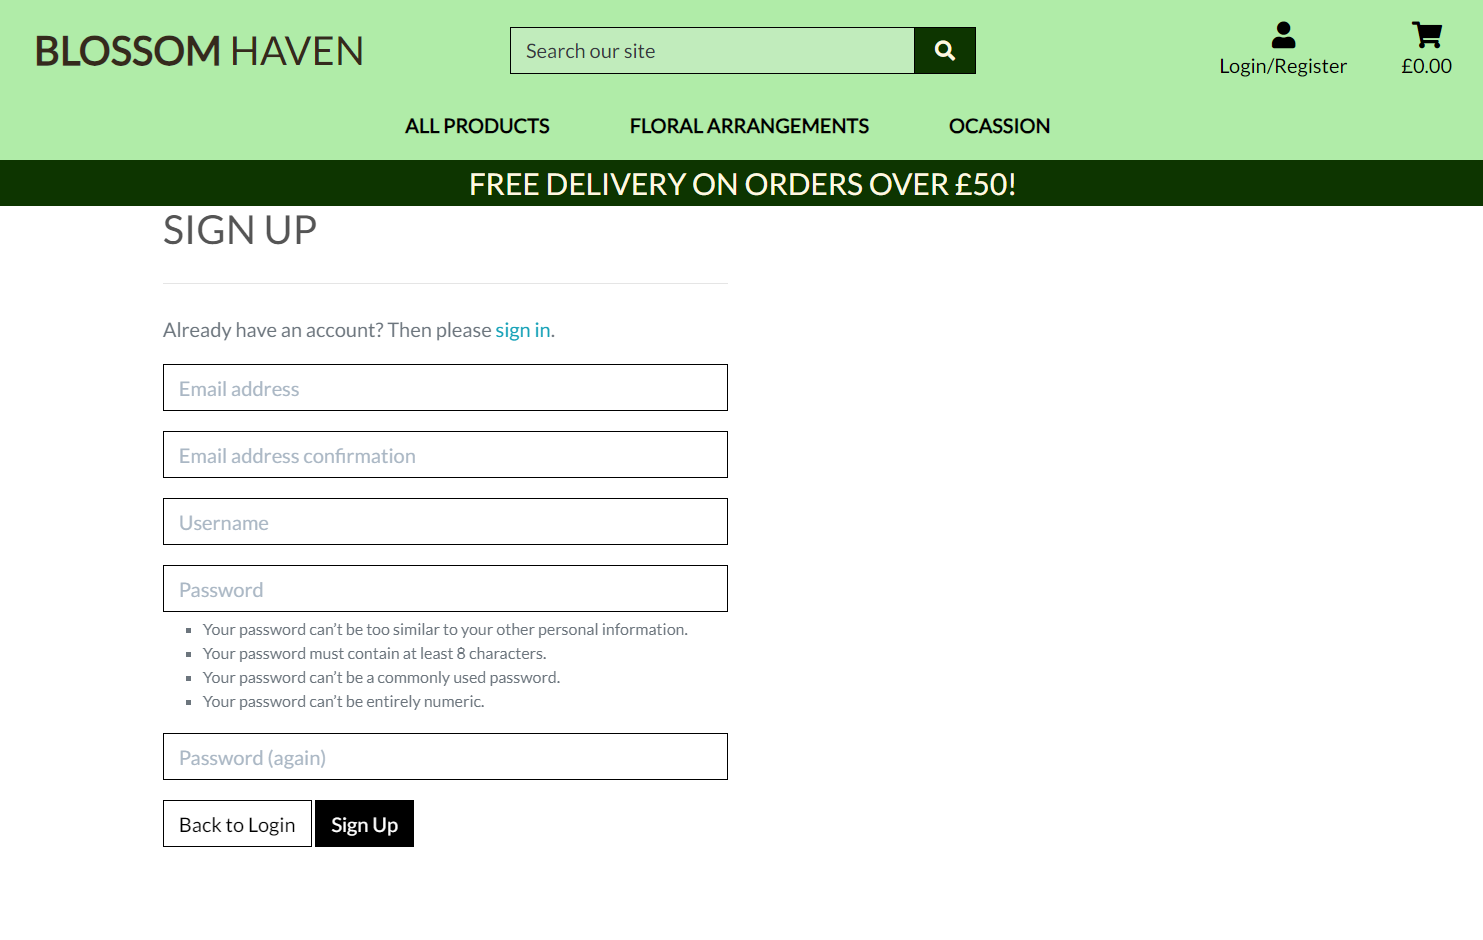 BLOSSOM HAVEN
Search our site
Login/Register
£0.00
ALL PRODUCTS
FLORAL ARRANGEMENTS
OCASSION
FREE DELIVERY ON ORDERS OVER £50!
SIGN UP
Already have an account? Then please sign in.
Email address
Email address confirmation
Username
Password
Your password can’t be too similar to your other personal information.
Your password must contain at least 8 characters.
Your password can’t be a commonly used password.
Your password can’t be entirely numeric.
Password (again)
Back to Login
Sign Up